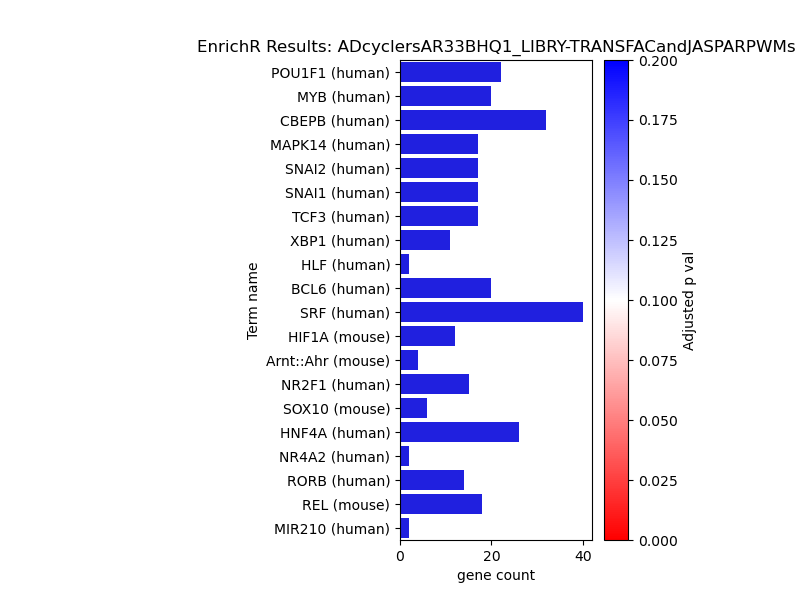 EnrichR Results: ADcyclersAR33BHQ1_LIBRY-TRANSFACandJASPARPWMs
POU1F1 (human)
MYB (human)
CBEPB (human)
MAPK14 (human)
SNAI2 (human)
SNAI1 (human)
TCF3 (human)
XBP1 (human)
HLF (human)
BCL6 (human)
SRF (human)
HIF1A (mouse)
Arnt::Ahr (mouse)
NR2F1 (human)
SOX10 (mouse)
HNF4A (human)
NR4A2 (human)
RORB (human)
REL (mouse)
MIR210 (human)
Term name
0 20 40
gene count
0.200
0.175
0.150
0.125
0.100
0.075
0.050
0.025
0.000
Adjusted p val